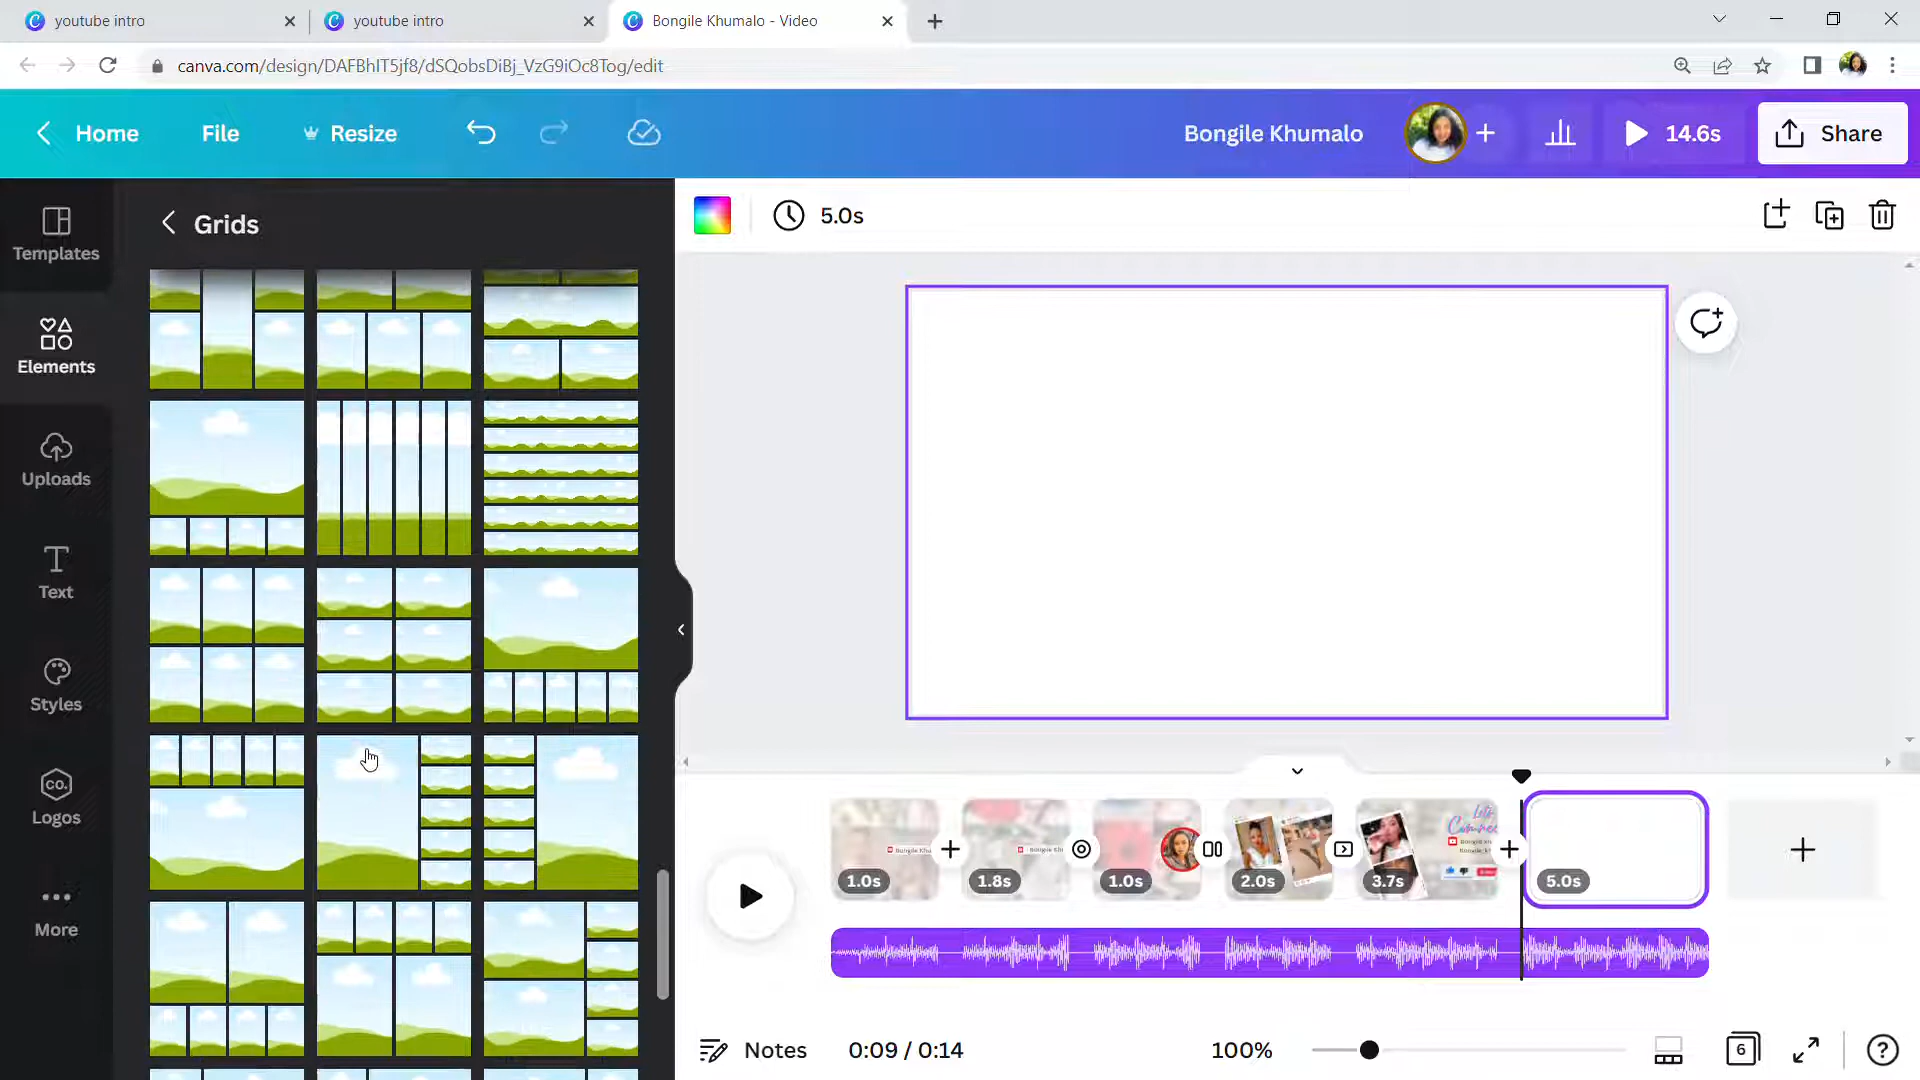 youtube intro
youtube intro
Bongile Khumalo - Video
canva.com/design/DAFBhIT5jf8/dSQobsDiBj_VzG9iOc8Tog/edit
Home
File
Resize
Bongile Khumalo
14.6s
Share
Templates
Elements
Uploads
Text
Styles
CO.
Logos
More
Grids
5.0s
1.0s
1.8s
1.0s
2.0s
3.7s
5.0s
Notes
0:09 / 0:14
100%
6